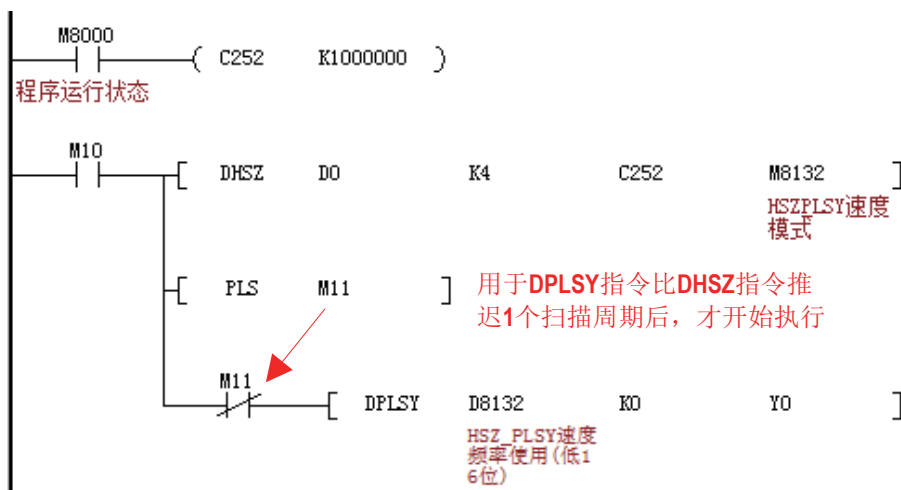 M8000
( C252 K1000000 )
程序运行状态
M10
[ DHSZ D0 K4 C252 M8132 ]
HSZPLSY速度
模式
[ PLS M11 ]
用于DPLSY指令比DHSZ指令推
迟1个扫描周期后，才开始执行
M11
[ DPLSY D8132 K0 Y0 ]
HSZ_PLSY速度
频率使用(低1
6位)